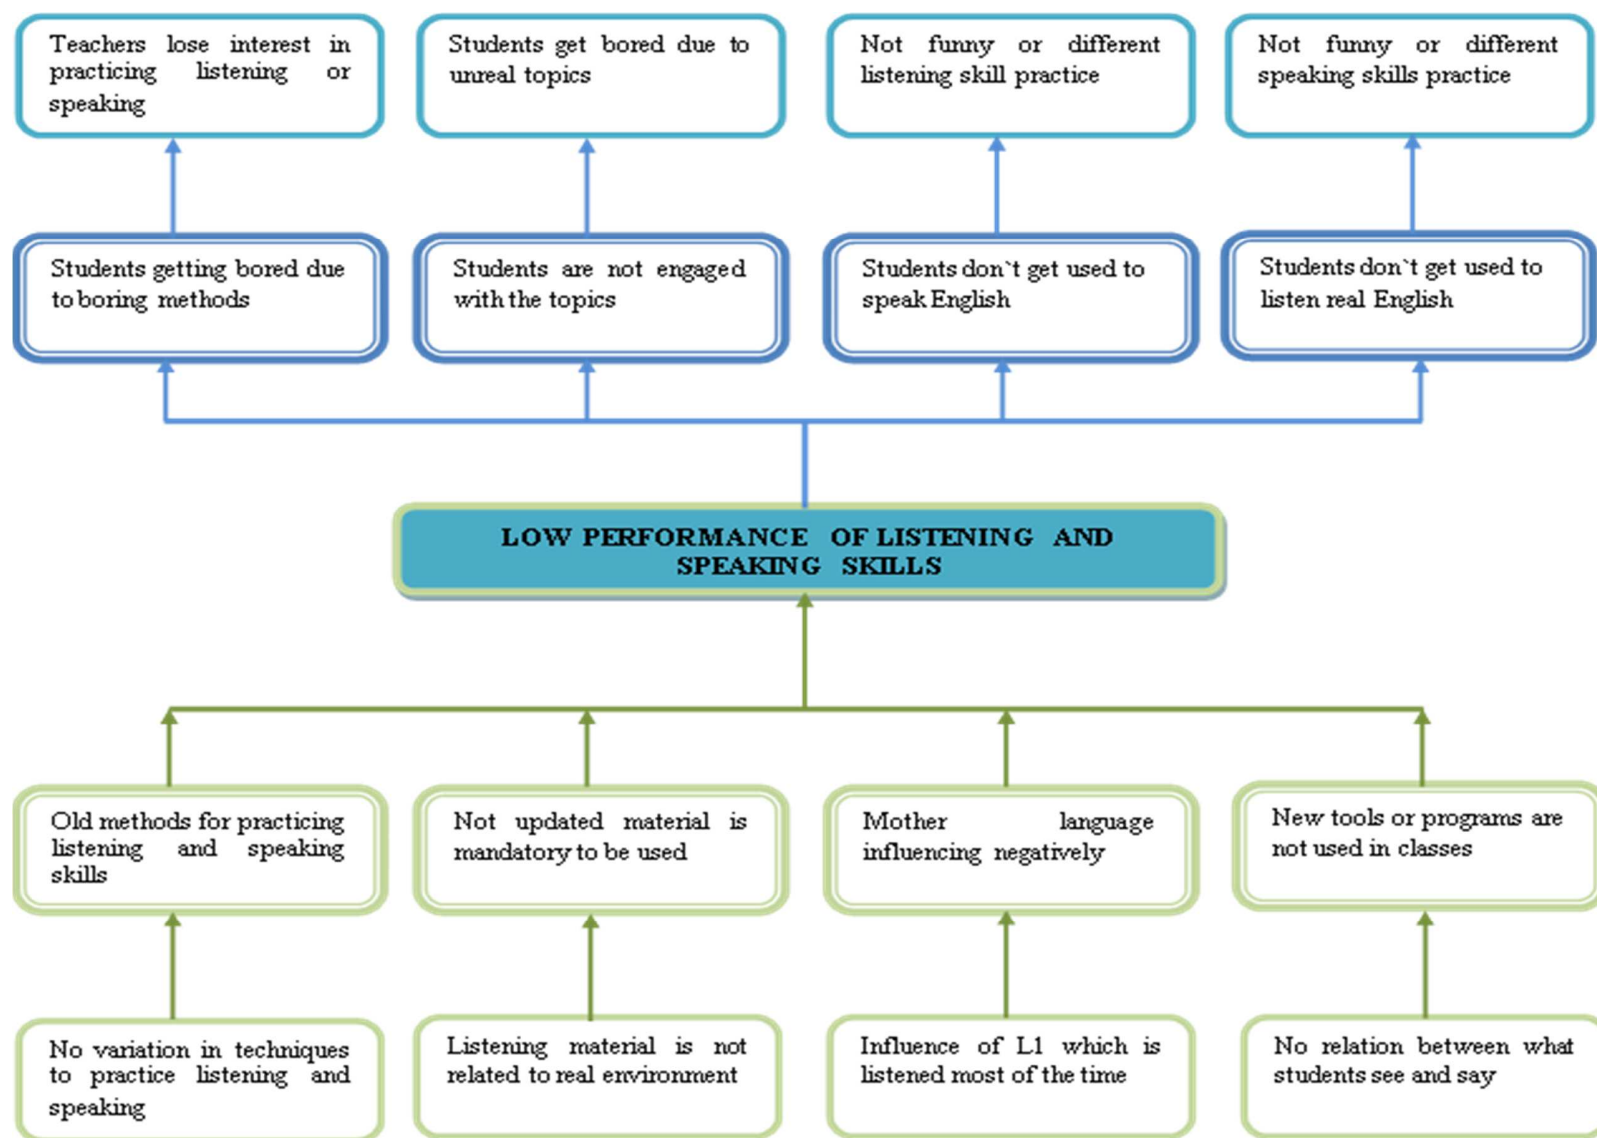 Teachers lose interest in
practicing listening or
speaking
Students get bored due to
unreal topics
Not funny or different
listening skill practice
Not funny or different
speaking skills practice
Students getting bored due
to boring methods
Students are not engaged
with the topics
Students don`t get used to
speak English
Students don`t get used to
listen real English
LOW PERFORMANCE OF LISTENING AND
SPEAKING SKILLS
Old methods for practicing
listening and speaking
skills
Not updated material is
mandatory to be used
Mother language
influencing negatively
New tools or programs are
not used in classes
No variation in techniques
to practice listening and
speaking
Listening material is not
related to real environment
Influence of L1 which is
listened most of the time
No relation between what
students see and say